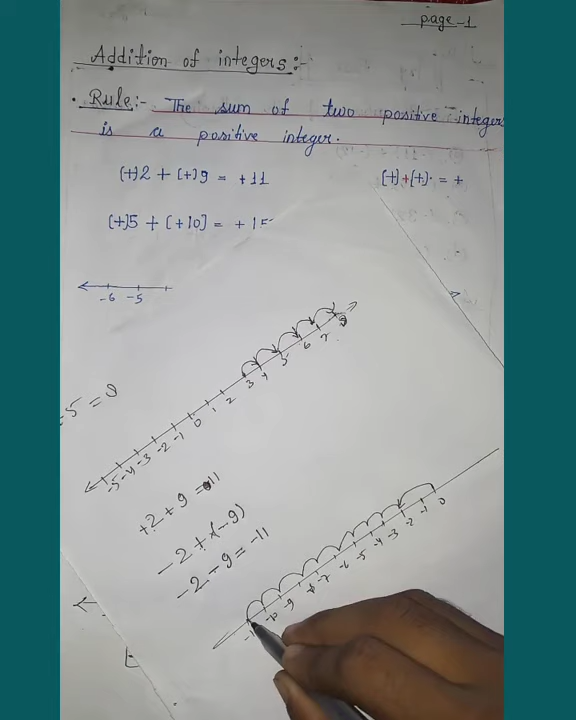 page-1
Addition of integers:-
• Rule:- The sum of two positive integers
is a positive integer.
(+)2 + (+)9 = +11
(+)+(+)· = +
(+)5 + (+10) = + 15
-6 -5
-5 = 9
-5 -4 -3 -2 -1 0 1 2 3 4 5 6 7 8
+2 + 9 = 11
- 2 + (- 9)
- 2 - 9 = -11
-10 -9 -8 -7 -6 -5 -4 -3 -2 -1 0